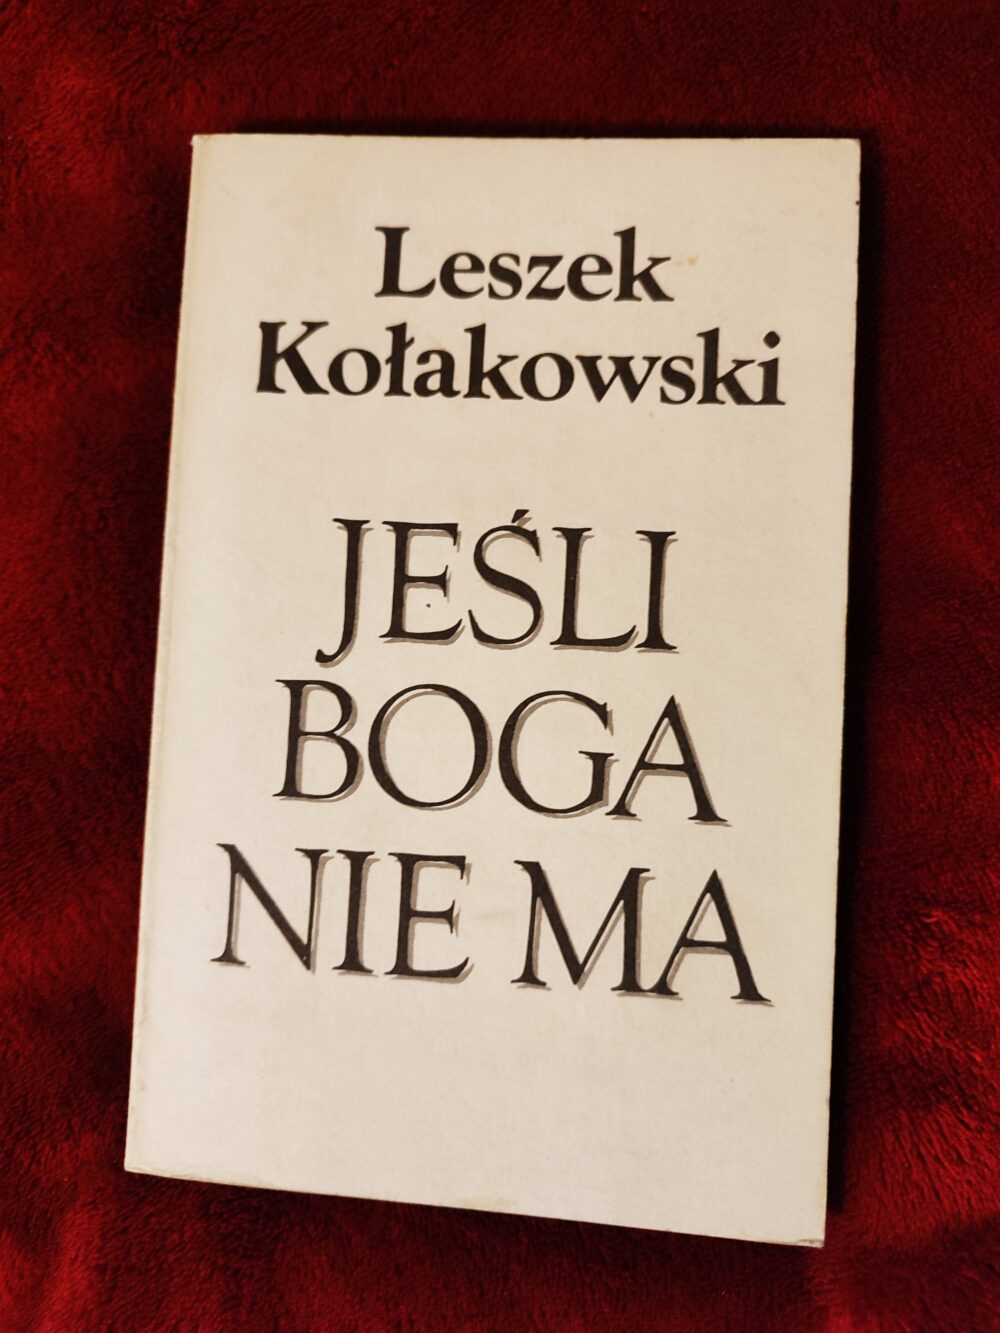 Leszek
Kołakowski
JEŚLI
BOGA
NIE MA